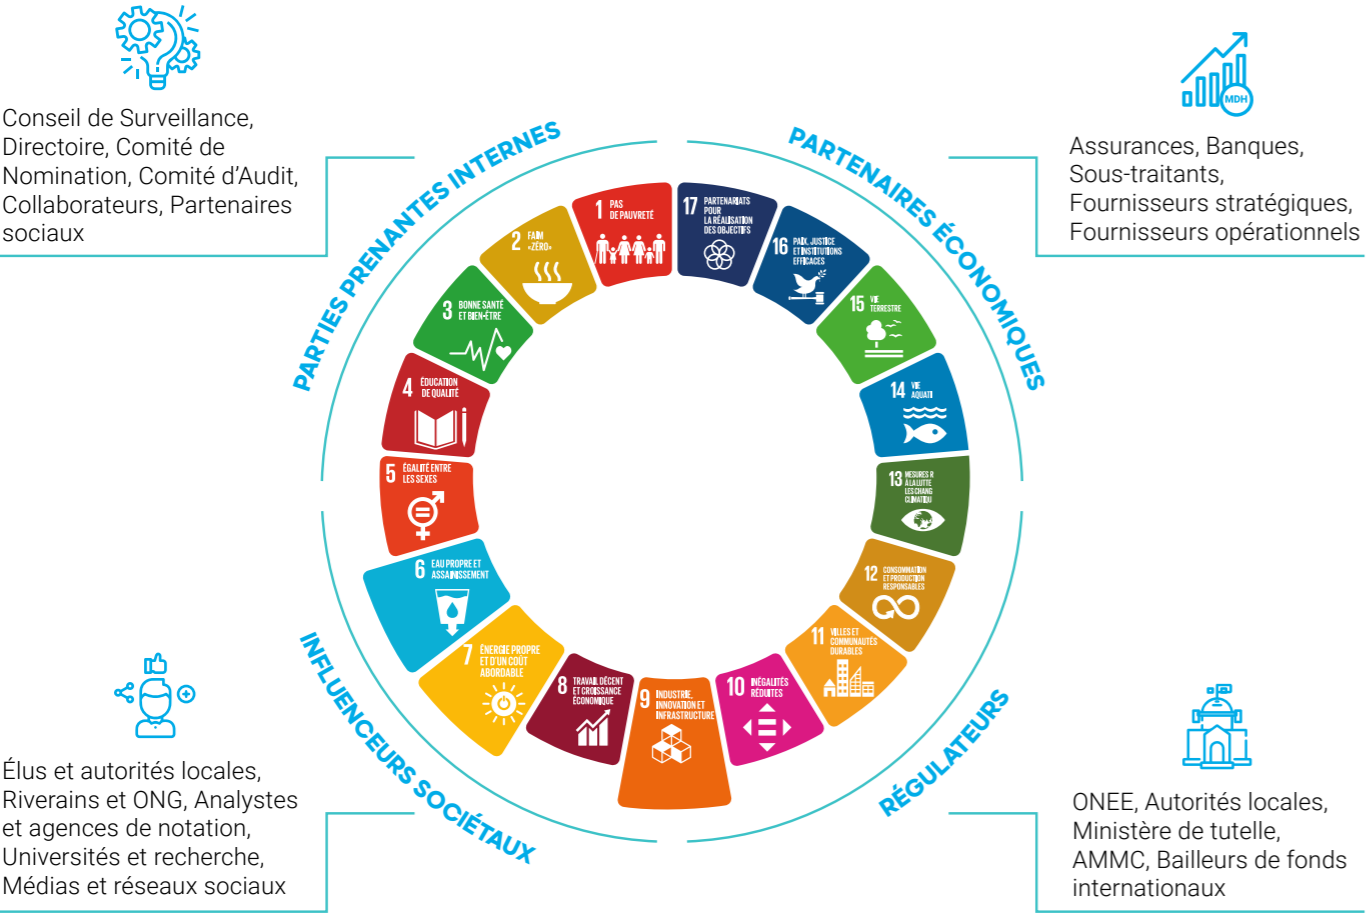 Conseil de Surveillance,
Directoire, Comité de
Nomination, Comité d’Audit,
Collaborateurs, Partenaires
sociaux
PARTIES PRENANTES INTERNES
PARTENAIRES ÉCONOMIQUES
MDH
Assurances, Banques,
Sous-traitants,
Fournisseurs stratégiques,
Fournisseurs opérationnels
1 PAS
DE PAUVRETÉ
2 FAIM
«ZÉRO»
3 BONNE SANTÉ
ET BIEN-ÊTRE
4 ÉDUCATION
DE QUALITÉ
5 ÉGALITÉ ENTRE
LES SEXES
6 EAU PROPRE ET
ASSAINISSEMENT
7 ÉNERGIE PROPRE
ET D'UN COÛT
ABORDABLE
8 TRAVAIL DÉCENT
ET CROISSANCE
ÉCONOMIQUE
9 INDUSTRIE,
INNOVATION ET
INFRASTRUCTURE
10 INÉGALITÉS
RÉDUITES
11 VILLES ET
COMMUNAUTÉS
DURABLES
12 CONSOMMATION
ET PRODUCTION
RESPONSABLES
13 MESURES R
À LA LUTTE
LES CHANG
CLIMATIQU
14 VIE
AQUATI
15 VIE
TERRESTRE
16 PAIX, JUSTICE
ET INSTITUTIONS
EFFICACES
17 PARTENARIATS
POUR
LA RÉALISATION
DES OBJECTIFS
INFLUENCEURS SOCIÉTAUX
RÉGULATEURS
Élus et autorités locales,
Riverains et ONG, Analystes
et agences de notation,
Universités et recherche,
Médias et réseaux sociaux
ONEE, Autorités locales,
Ministère de tutelle,
AMMC, Bailleurs de fonds
internationaux